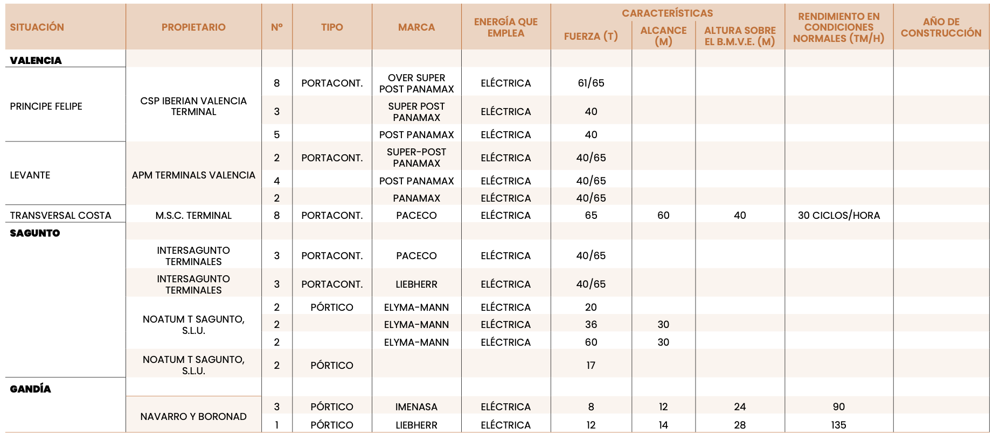 SITUACIÓN PROPIETARIO Nº TIPO MARCA ENERGÍA QUE EMPLEA CARACTERÍSTICAS RENDIMIENTO EN CONDICIONES NORMALES (TM/H) AÑO DE CONSTRUCCIÓN
FUERZA (T) ALCANCE (M) ALTURA SOBRE EL B.M.V.E. (M)
VALENCIA
PRINCIPE FELIPE CSP IBERIAN VALENCIA TERMINAL 8 PORTACONT. OVER SUPER POST PANAMAX ELÉCTRICA 61/65
3 SUPER POST PANAMAX ELÉCTRICA 40
5 POST PANAMAX ELÉCTRICA 40
LEVANTE APM TERMINALS VALENCIA 2 PORTACONT. SUPER-POST PANAMAX ELÉCTRICA 40/65
4 POST PANAMAX ELÉCTRICA 40/65
2 PANAMAX ELÉCTRICA 40/65
TRANSVERSAL COSTA M.S.C. TERMINAL 8 PORTACONT. PACECO ELÉCTRICA 65 60 40 30 CICLOS/HORA
SAGUNTO
INTERSAGUNTO TERMINALES 3 PORTACONT. PACECO ELÉCTRICA 40/65
INTERSAGUNTO TERMINALES 3 PORTACONT. LIEBHERR ELÉCTRICA 40/65
NOATUM T SAGUNTO, S.L.U. 2 PÓRTICO ELYMA-MANN ELÉCTRICA 20
2 ELYMA-MANN ELÉCTRICA 36 30
2 ELYMA-MANN ELÉCTRICA 60 30
NOATUM T SAGUNTO, S.L.U. 2 PÓRTICO 17
GANDÍA
NAVARRO Y BORONAD 3 PÓRTICO IMENASA ELÉCTRICA 8 12 24 90
1 PÓRTICO LIEBHERR ELÉCTRICA 12 14 28 135